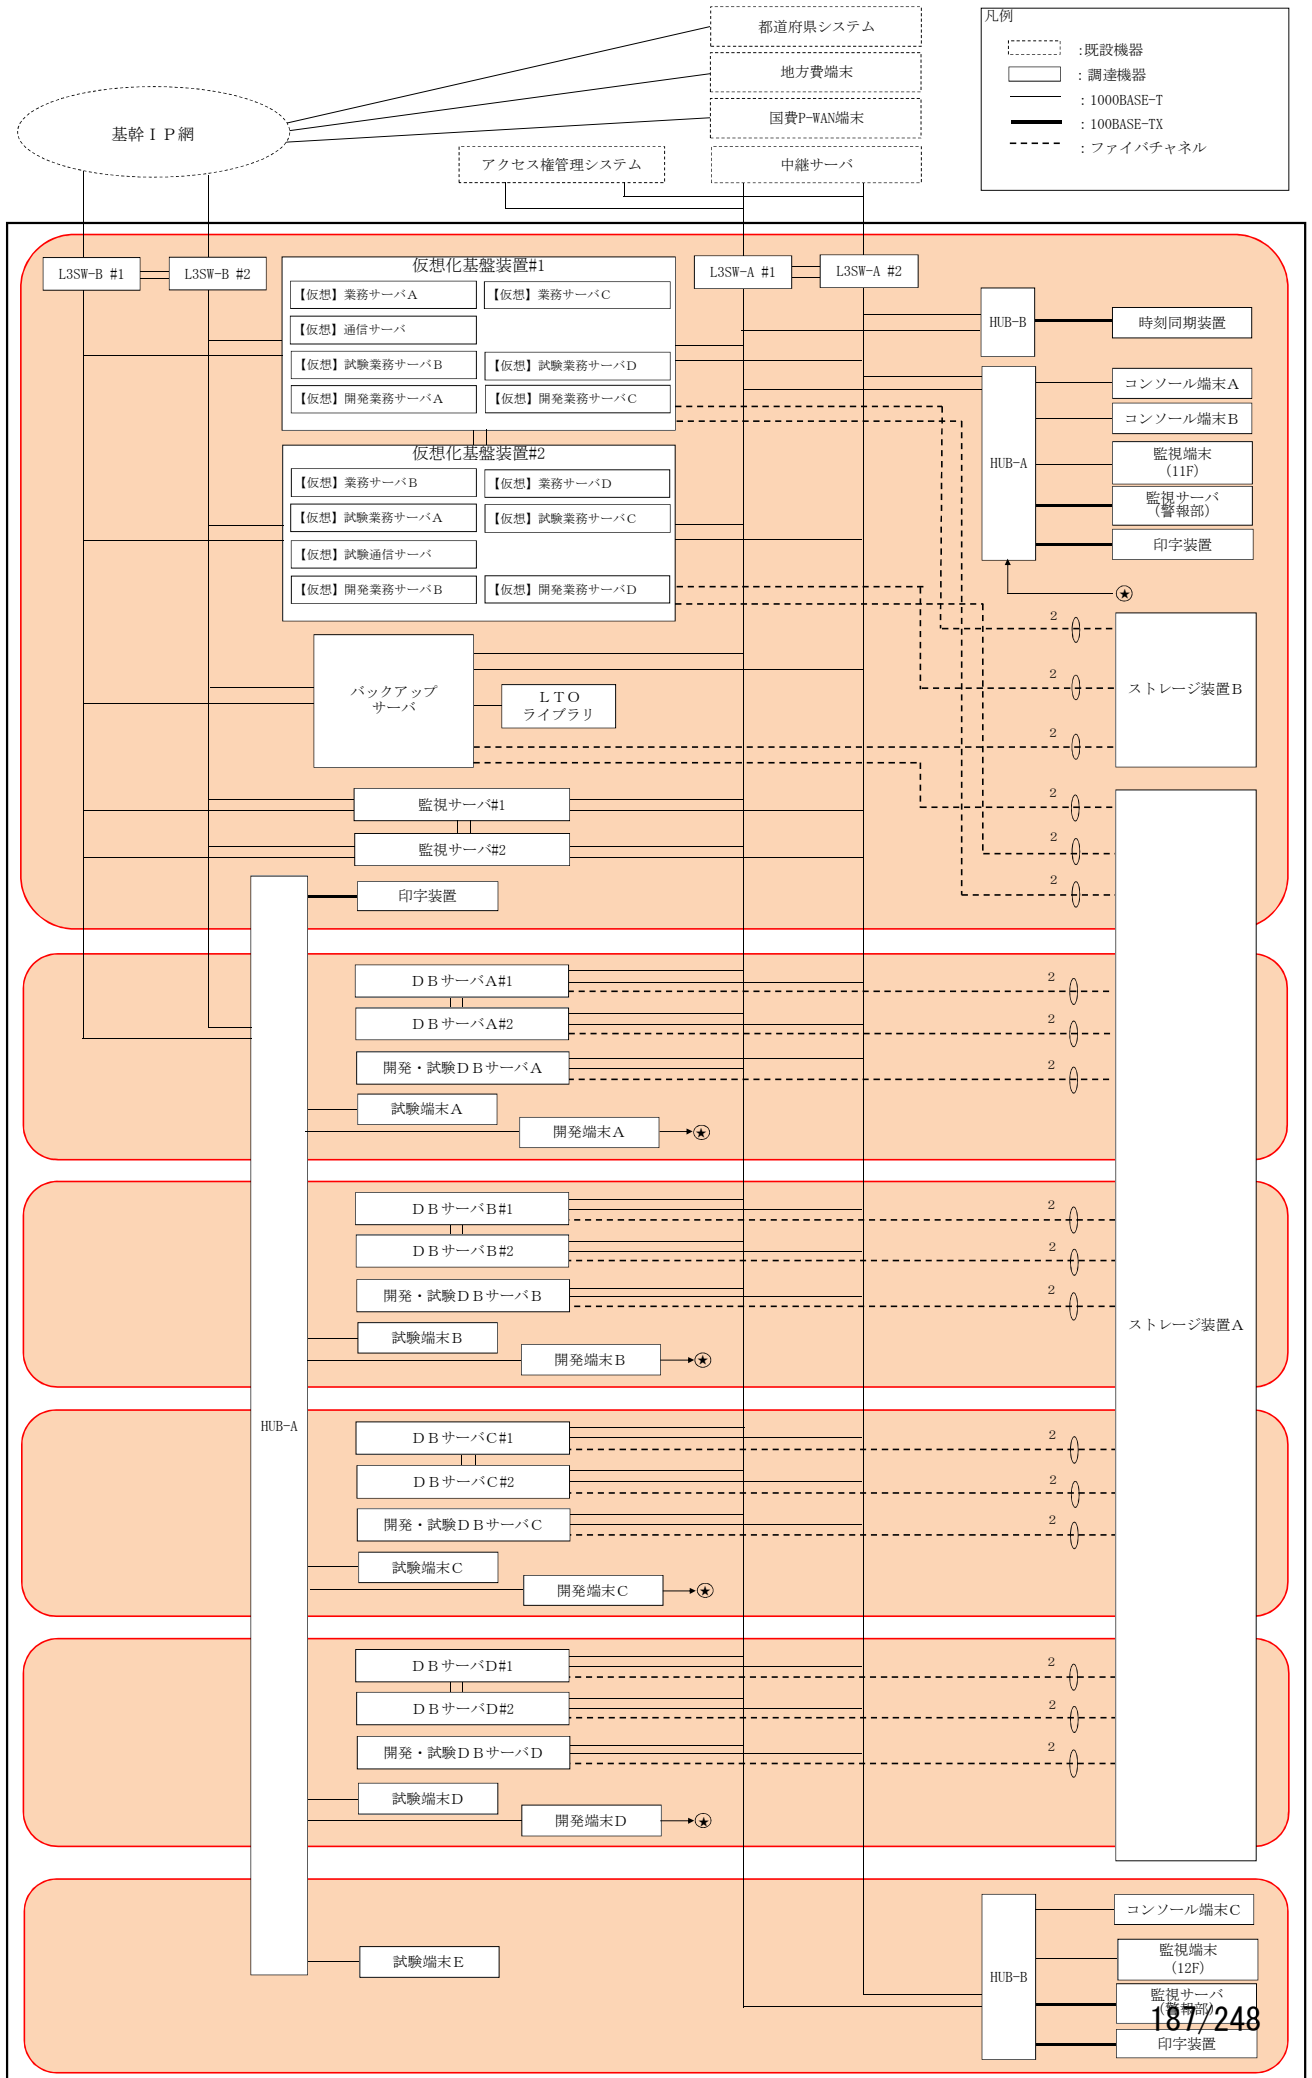 都道府県システム
地方費端末
国費P-WAN端末
中継サーバ
アクセス権管理システム
基幹ＩＰ網
凡例
:既設機器
：調達機器
：1000BASE-T
：100BASE-TX
：ファイバチャネル
L3SW-B #1
L3SW-B #2
L3SW-A #1
L3SW-A #2
仮想化基盤装置#1
【仮想】業務サーバA
【仮想】業務サーバC
【仮想】通信サーバ
【仮想】試験業務サーバB
【仮想】試験業務サーバD
【仮想】開発業務サーバA
【仮想】開発業務サーバC
仮想化基盤装置#2
【仮想】業務サーバB
【仮想】業務サーバD
【仮想】試験業務サーバA
【仮想】試験業務サーバC
【仮想】試験通信サーバ
【仮想】開発業務サーバB
【仮想】開発業務サーバD
HUB-B
時刻同期装置
HUB-A
コンソール端末A
コンソール端末B
監視端末
(11F)
監視サーバ
（警報部）
印字装置
★
バックアップ
サーバ
ＬＴＯ
ライブラリ
2
2
2
ストレージ装置B
監視サーバ#1
監視サーバ#2
印字装置
2
2
2
ＤＢサーバA#1
2
ＤＢサーバA#2
2
開発・試験ＤＢサーバA
2
試験端末A
開発端末A
★
ＤＢサーバB#1
2
ＤＢサーバB#2
2
開発・試験ＤＢサーバB
2
試験端末B
開発端末B
★
ストレージ装置A
HUB-A
ＤＢサーバC#1
2
ＤＢサーバC#2
2
開発・試験ＤＢサーバC
2
試験端末C
開発端末C
★
ＤＢサーバD#1
2
ＤＢサーバD#2
2
開発・試験ＤＢサーバD
2
試験端末D
開発端末D
★
試験端末E
HUB-B
コンソール端末C
監視端末
(12F)
監視サーバ
（警報部）
印字装置
187/248